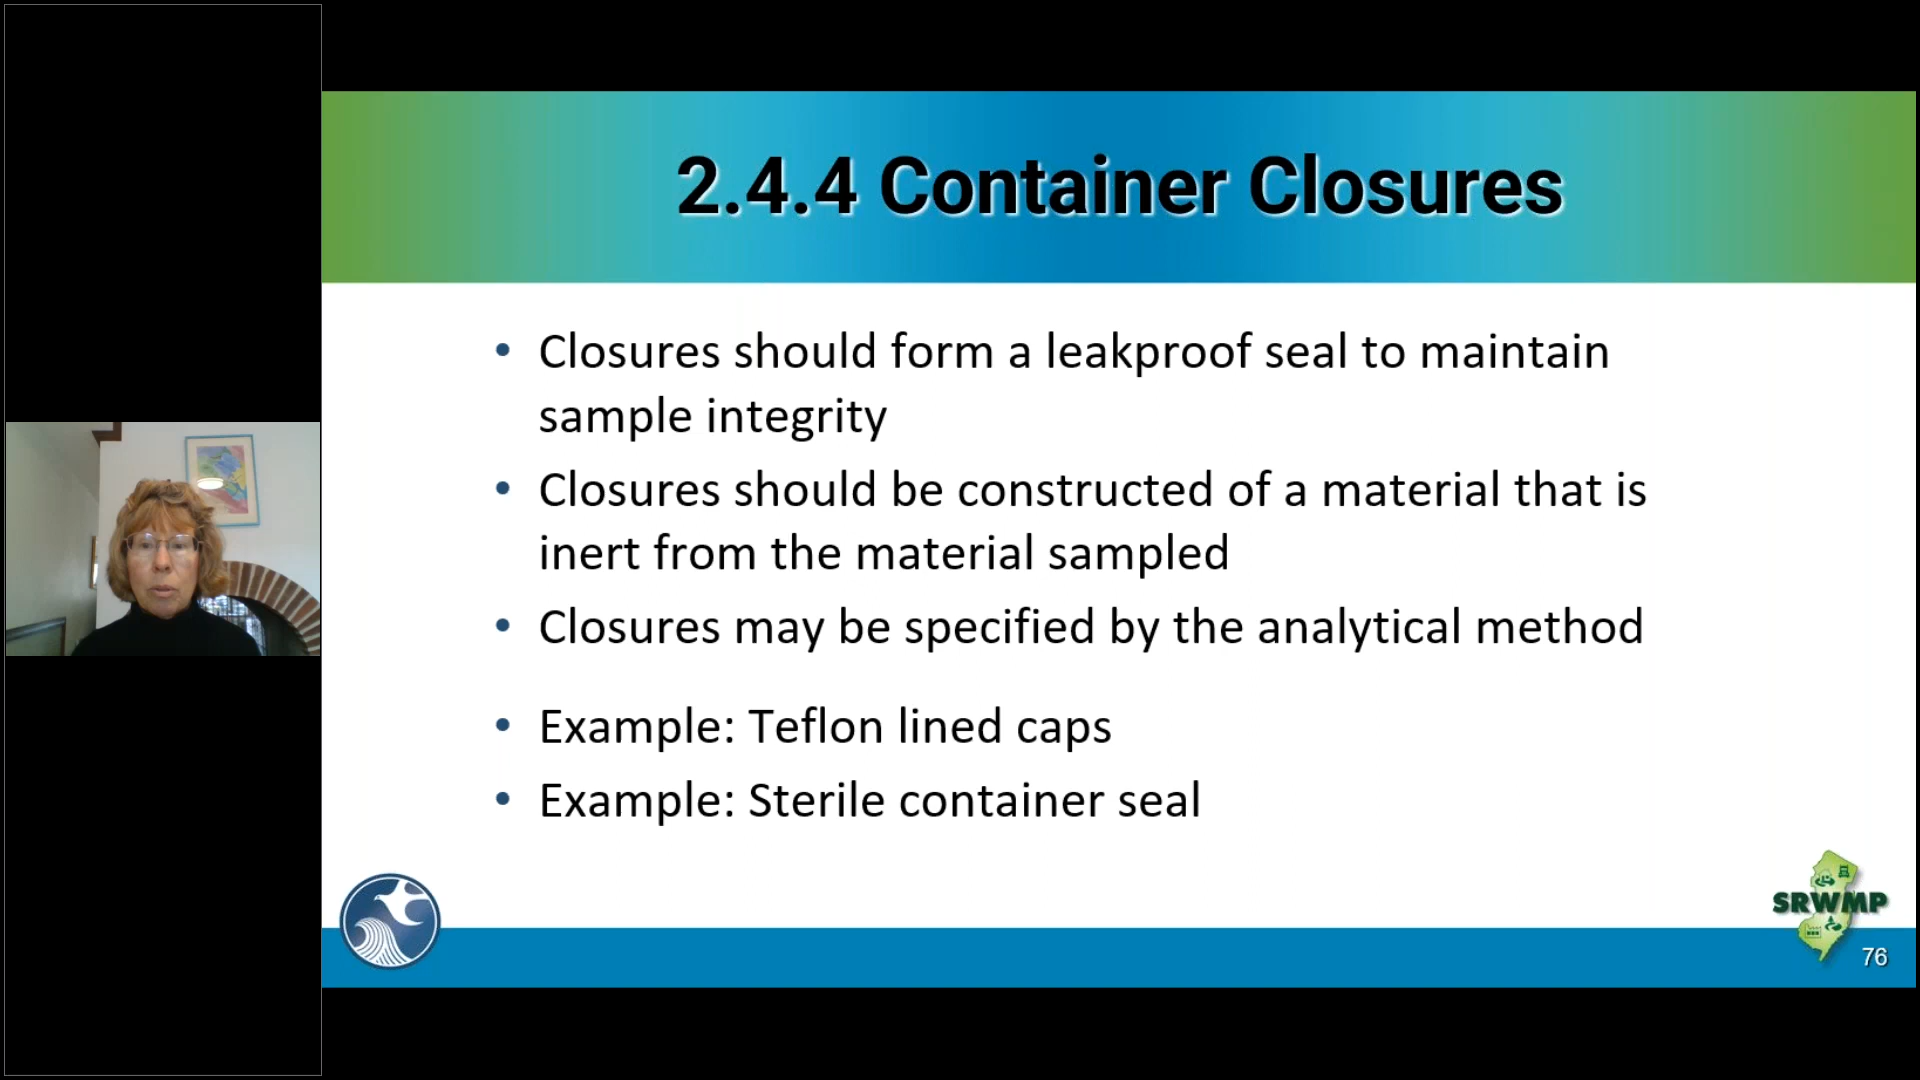 2.4.4 Container Closures
• Closures should form a leakproof seal to maintain
sample integrity
• Closures should be constructed of a material that is
inert from the material sampled
• Closures may be specified by the analytical method
• Example: Teflon lined caps
• Example: Sterile container seal
SRWMP
76